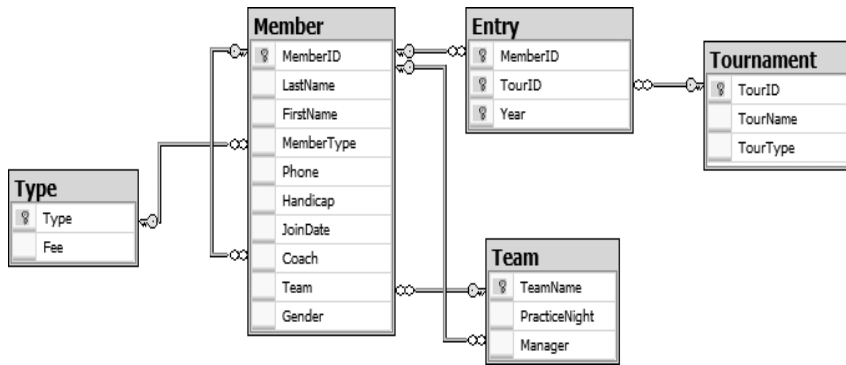 Member
MemberID
LastName
FirstName
MemberType
Phone
Handicap
JoinDate
Coach
Team
Gender
Entry
MemberID
TourID
Year
Tournament
TourID
TourName
TourType
Type
Type
Fee
Team
TeamName
PracticeNight
Manager